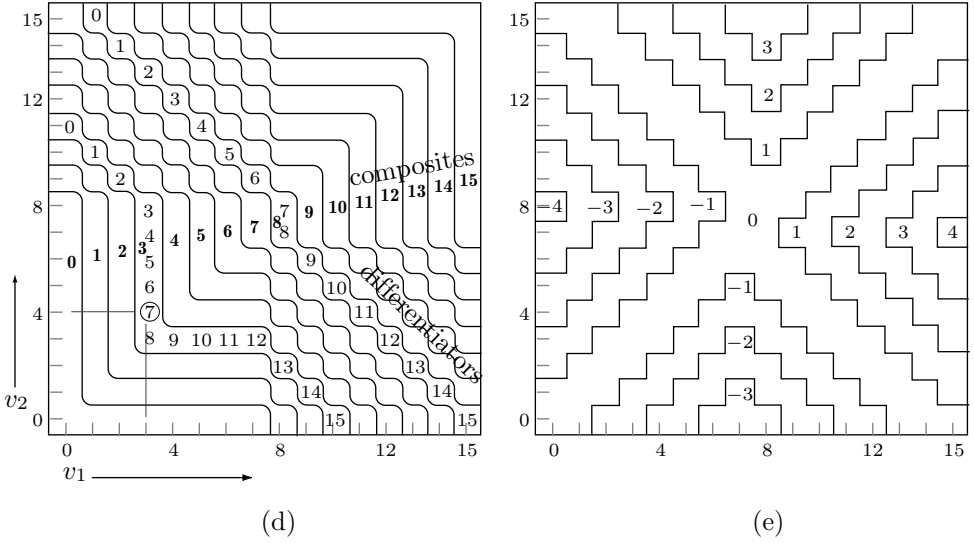 15 0 15
1 3
2
12 3 12 2
0 4
1 5 1
composites
2 6 13 14 15
8 3 7 9 10 11 12 8 −4 −3 −2 −1
4 3 4 5 6 7 8 8 0 1 2 3 4
0 1 2 5 9
6 differentiators 10 −1
4 7 11 4
8 9 10 11 12 12 −2
13 13
v2 14 14 −3
0 15 15 0
0 4 8 12 15 0 4 8 12 15
v1
(d) (e)